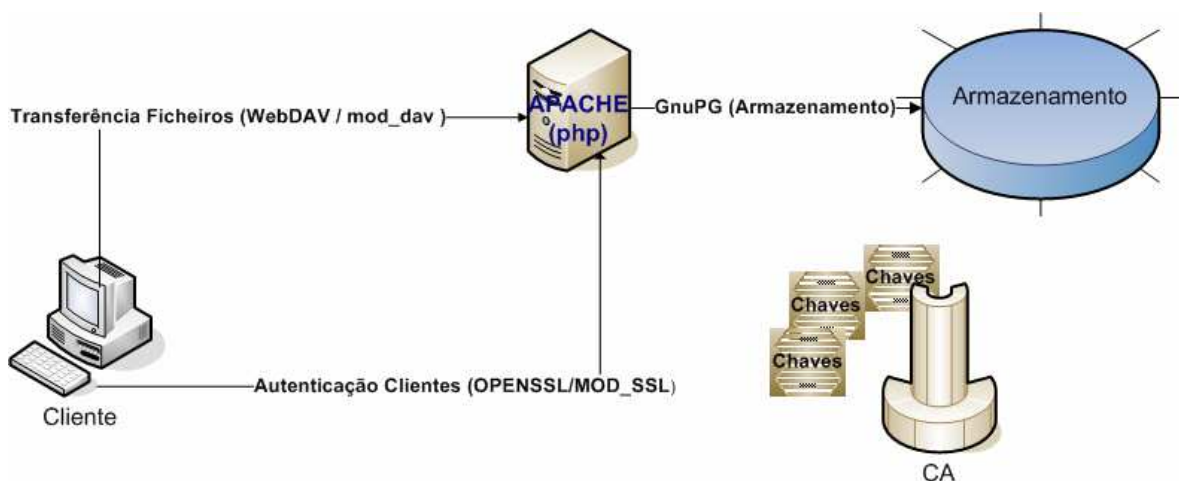 Transferência Ficheiros (WebDAV / mod_dav )
APACHE
(php)
GnuPG (Armazenamento)
Armazenamento
Chaves
Chaves
Chaves
Autenticação Clientes (OPENSSL/MOD_SSL)
Cliente
CA